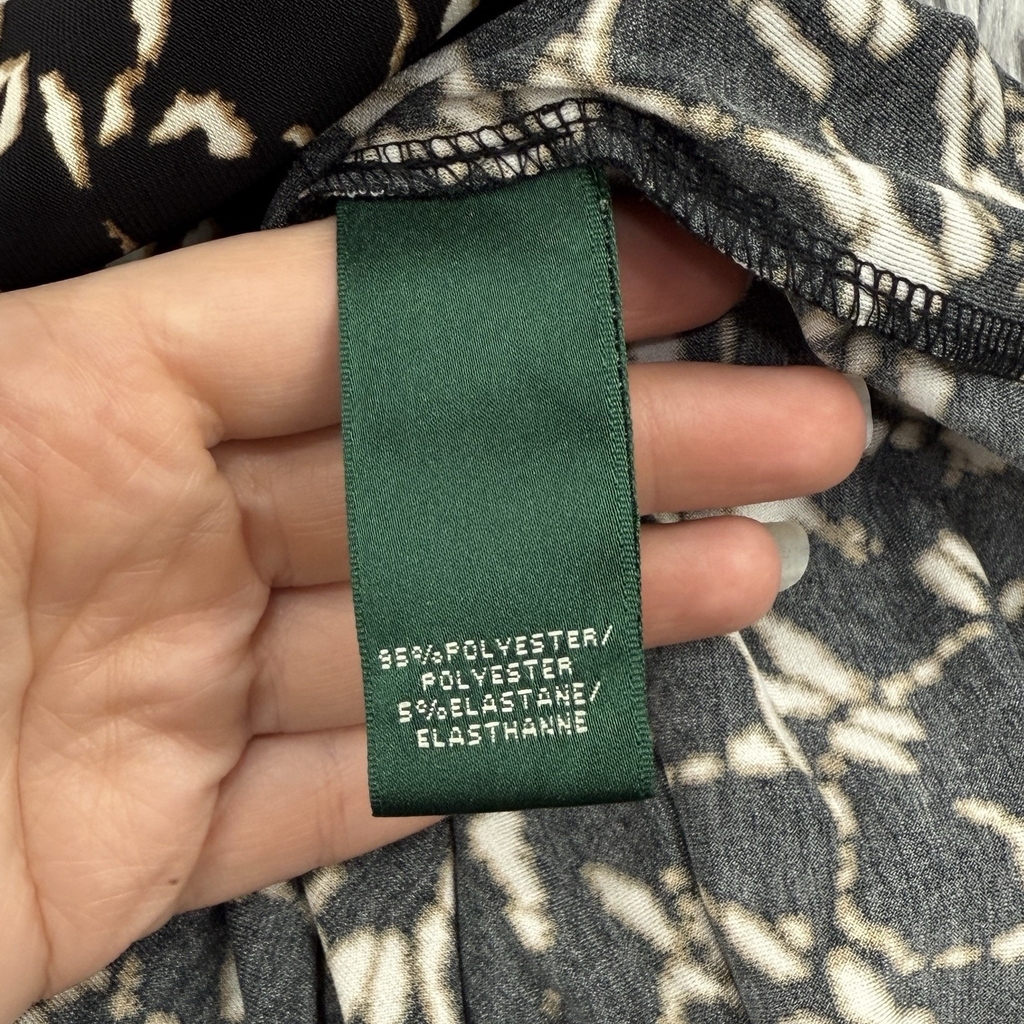 95%POLYESTER/
POLYESTER
5%ELASTANE/
ELASTHANNE